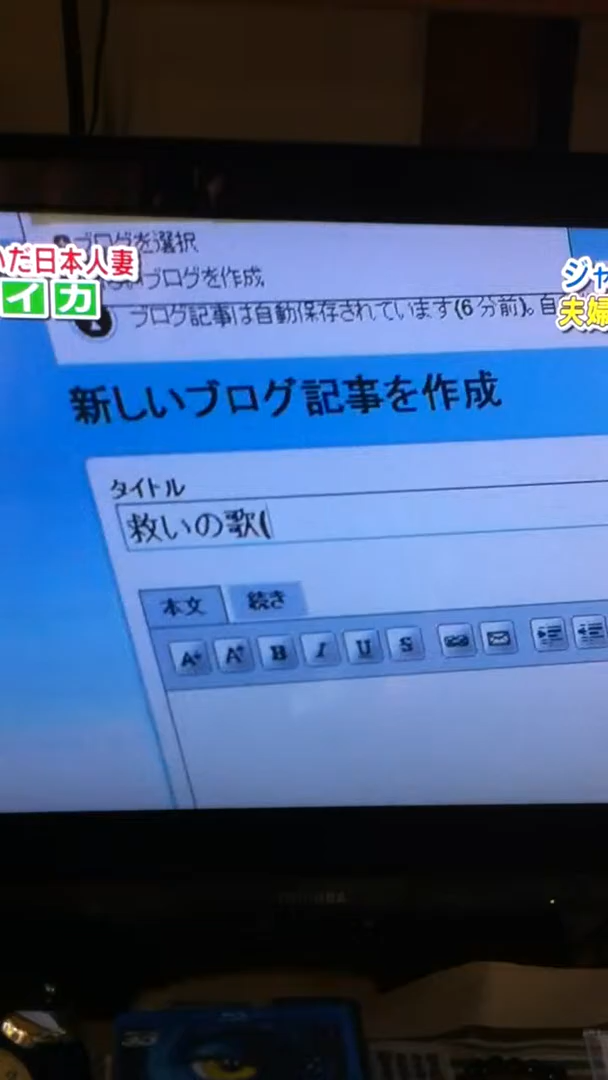 ブログを選択
いだ日本人妻
いブログを作成
イカ
ジャ
夫婦
ブログ記事は自動保存されています(6 分前)。自
新しいブログ記事を作成
タイトル
救いの歌(
本文 続き
A+ A+ B I U S
TOSHIBA